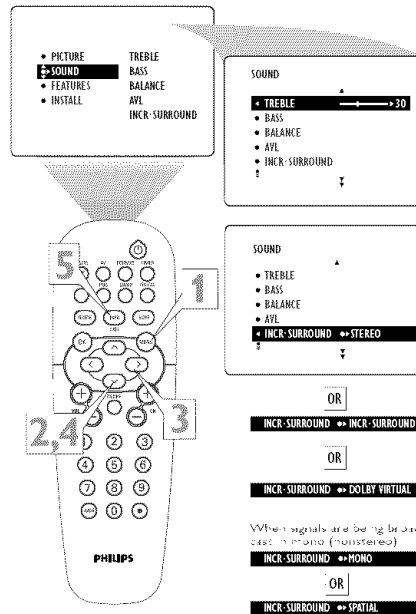 PICTURE
SOUND
FEATURES
INSTALL
TREBLE
BASS
BALANCE
AVL
INCR·SURROUND
SOUND
TREBLE 30
BASS
BALANCE
AVL
INCR·SURROUND
SOUND
TREBLE
BASS
BALANCE
AVL
INCR·SURROUND STEREO
OR
INCR·SURROUND INCR·SURROUND
OR
INCR·SURROUND DOLBY VIRTUAL
When signals are being broad
cast in mono (nonstereo)
INCR·SURROUND MONO
OR
INCR·SURROUND SPATIAL
5
1
2,4
3
OK
1 2 3
4 5 6
7 8 9
0
PHILIPS